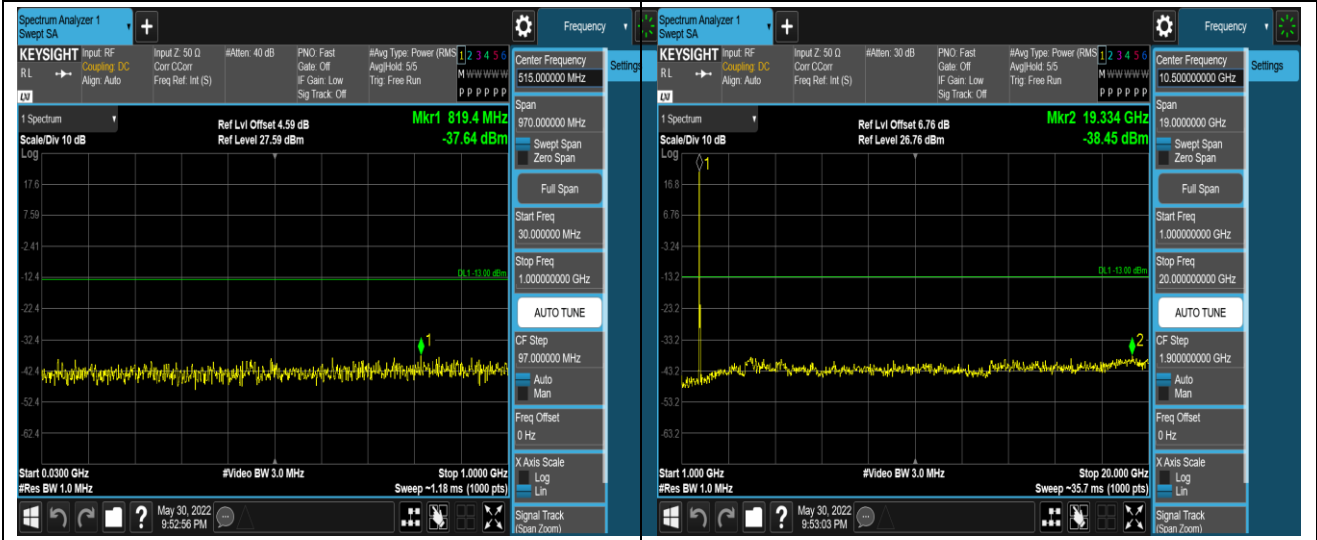 Spectrum Analyzer 1
Swept SA
+
Frequency
KEYSIGHT
RL
LXI
Input: RF
Coupling: DC
Align: Auto
Input Z: 50 Ω
Corr CCorr
Freq Ref: Int (S)
#Atten: 40 dB
PNO: Fast
Gate: Off
IF Gain: Low
Sig Track: Off
#Avg Type: Power (RMS
Avg|Hold: 5/5
Trig: Free Run
1 2 3 4 5 6
M W W W W W
P P P P P P
1 Spectrum
Scale/Div 10 dB
Log
Ref Lvl Offset 4.59 dB
Ref Level 27.59 dBm
Mkr1 819.4 MHz
-37.64 dBm
17.6
7.59
-2.41
-12.4
-22.4
-32.4
-42.4
-52.4
-62.4
DL1 -13.00 dBm
1
Start 0.0300 GHz
#Res BW 1.0 MHz
#Video BW 3.0 MHz
Stop 1.0000 GHz
Sweep ~1.18 ms (1000 pts)
Center Frequency
515.000000 MHz
Settings
Span
970.000000 MHz
Swept Span
Zero Span
Full Span
Start Freq
30.000000 MHz
Stop Freq
1.000000000 GHz
AUTO TUNE
CF Step
97.000000 MHz
Auto
Man
Freq Offset
0 Hz
X Axis Scale
Log
Lin
Signal Track
(Span Zoom)
?
May 30, 2022
9:52:56 PM
Spectrum Analyzer 1
Swept SA
+
Frequency
KEYSIGHT
RL
LXI
Input: RF
Coupling: DC
Align: Auto
Input Z: 50 Ω
Corr CCorr
Freq Ref: Int (S)
#Atten: 30 dB
PNO: Fast
Gate: Off
IF Gain: Low
Sig Track: Off
#Avg Type: Power (RMS
Avg|Hold: 5/5
Trig: Free Run
1 2 3 4 5 6
M W W W W W
P P P P P P
1 Spectrum
Scale/Div 10 dB
Log
Ref Lvl Offset 6.76 dB
Ref Level 26.76 dBm
Mkr2 19.334 GHz
-38.45 dBm
16.8
6.76
-3.24
-13.2
-23.2
-33.2
-43.2
-53.2
-63.2
DL1 -13.00 dBm
1
2
Start 1.000 GHz
#Res BW 1.0 MHz
#Video BW 3.0 MHz
Stop 20.000 GHz
Sweep ~35.7 ms (1000 pts)
Center Frequency
10.500000000 GHz
Settings
Span
19.0000000 GHz
Swept Span
Zero Span
Full Span
Start Freq
1.000000000 GHz
Stop Freq
20.000000000 GHz
AUTO TUNE
CF Step
1.900000000 GHz
Auto
Man
Freq Offset
0 Hz
X Axis Scale
Log
Lin
Signal Track
(Span Zoom)
?
May 30, 2022
9:53:03 PM